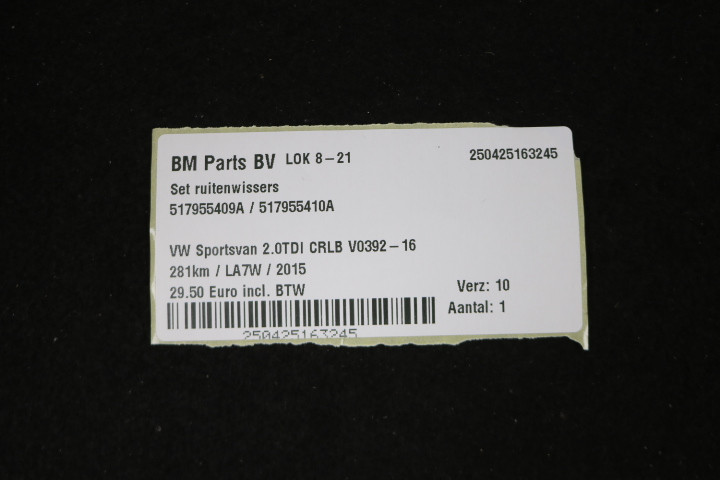 BM Parts BV LOK 8-21 250425163245
Set ruitenwissers
517955409A / 517955410A
VW Sportsvan 2.0TDI CRLB V0392-16
281km / LA7W / 2015
29.50 Euro incl. BTW Verz: 10
Aantal: 1
250425163245